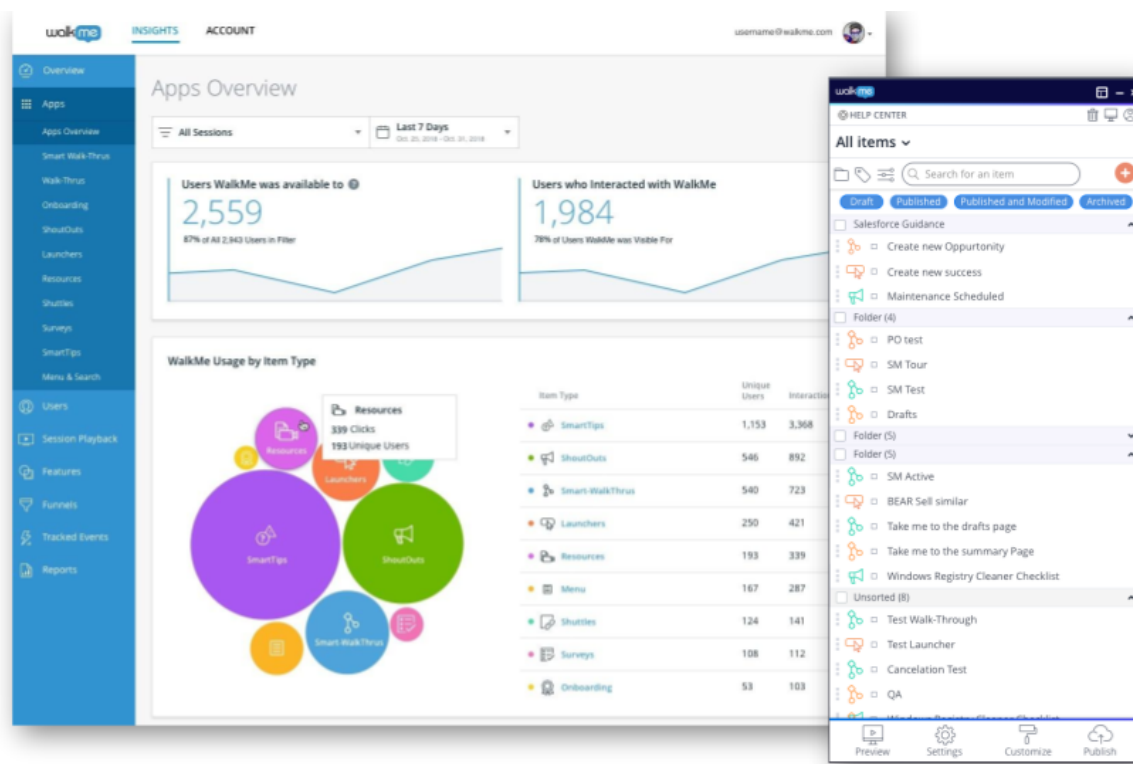 walkme
INSIGHTS
ACCOUNT
username@walkme.com
Overview
Apps
Apps Overview
Smart Walk-Thrus
Walk-Thrus
Onboarding
ShoutOuts
Launchers
Resources
Shuttles
Surveys
SmartTips
Menu & Search
Users
Session Playback
Features
Funnels
Tracked Events
Reports
Apps Overview
All Sessions
Last 7 Days
Users WalkMe was available to
2,559
87% of All 2,943 Users in Filter
Users who Interacted with WalkMe
1,984
78% of Users WalkMe was Visible For
WalkMe Usage by Item Type
Resources
339 Clicks
193 Unique Users
Resources
Launchers
SmartTips
ShoutOuts
Smart-WalkThrus
Item Type Unique Users
SmartTips 1,153 3,368
ShoutOuts 546 892
Smart-WalkThrus 540 723
Launchers 250 421
Resources 193 339
Menu 167 287
Shuttles 124 141
Surveys 108 112
Onboarding 53 103
walkme
HELP CENTER
All items
Search for an item
Draft Published Published and Modified Archived
Salesforce Guidance
Create new Oppurtonity
Create new success
Maintenance Scheduled
Folder (4)
PO test
SM Tour
SM Test
Drafts
Folder (5)
Folder (5)
SM Active
BEAR Sell similar
Take me to the drafts page
Take me to the summary Page
Windows Registry Cleaner Checklist
Unsorted (8)
Test Walk-Through
Test Launcher
Cancelation Test
QA
Preview Settings Customize Publish